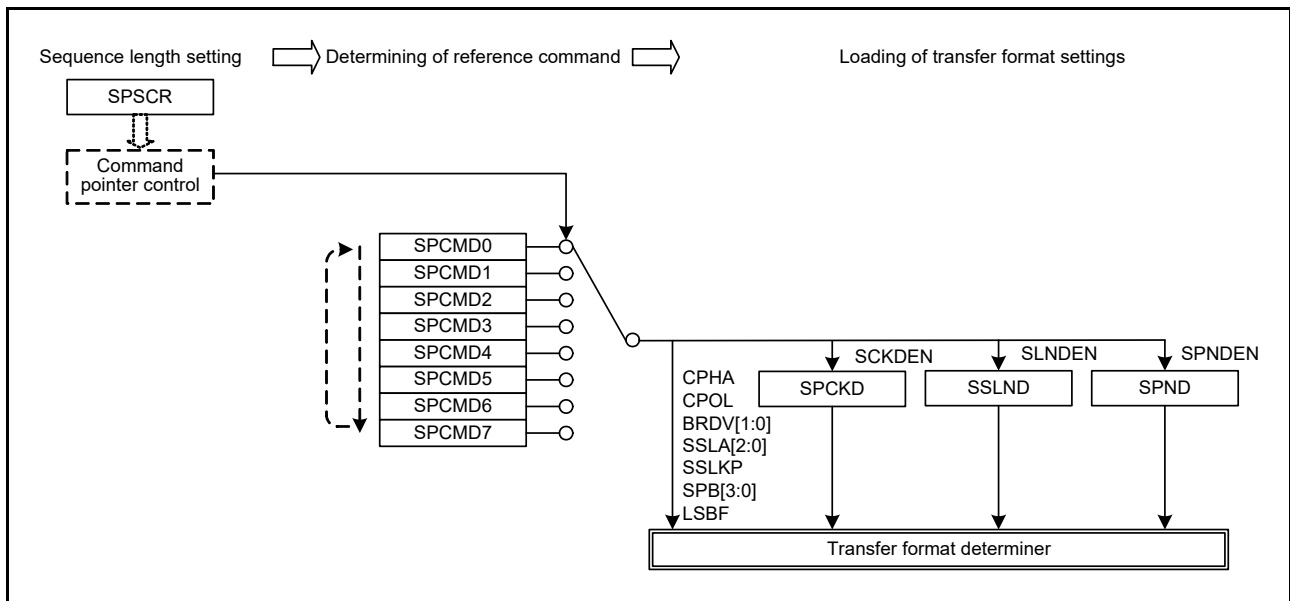 Sequence length setting
Determining of reference command
Loading of transfer format settings
SPSCR
Command
pointer control
SPCMD0
SPCMD1
SPCMD2
SPCMD3
SPCMD4
SPCMD5
SPCMD6
SPCMD7
CPHA
CPOL
BRDV[1:0]
SSLA[2:0]
SSLKP
SPB[3:0]
LSBF
SCKDEN
SPCKD
SLNDEN
SSLND
SPNDEN
SPND
Transfer format determiner